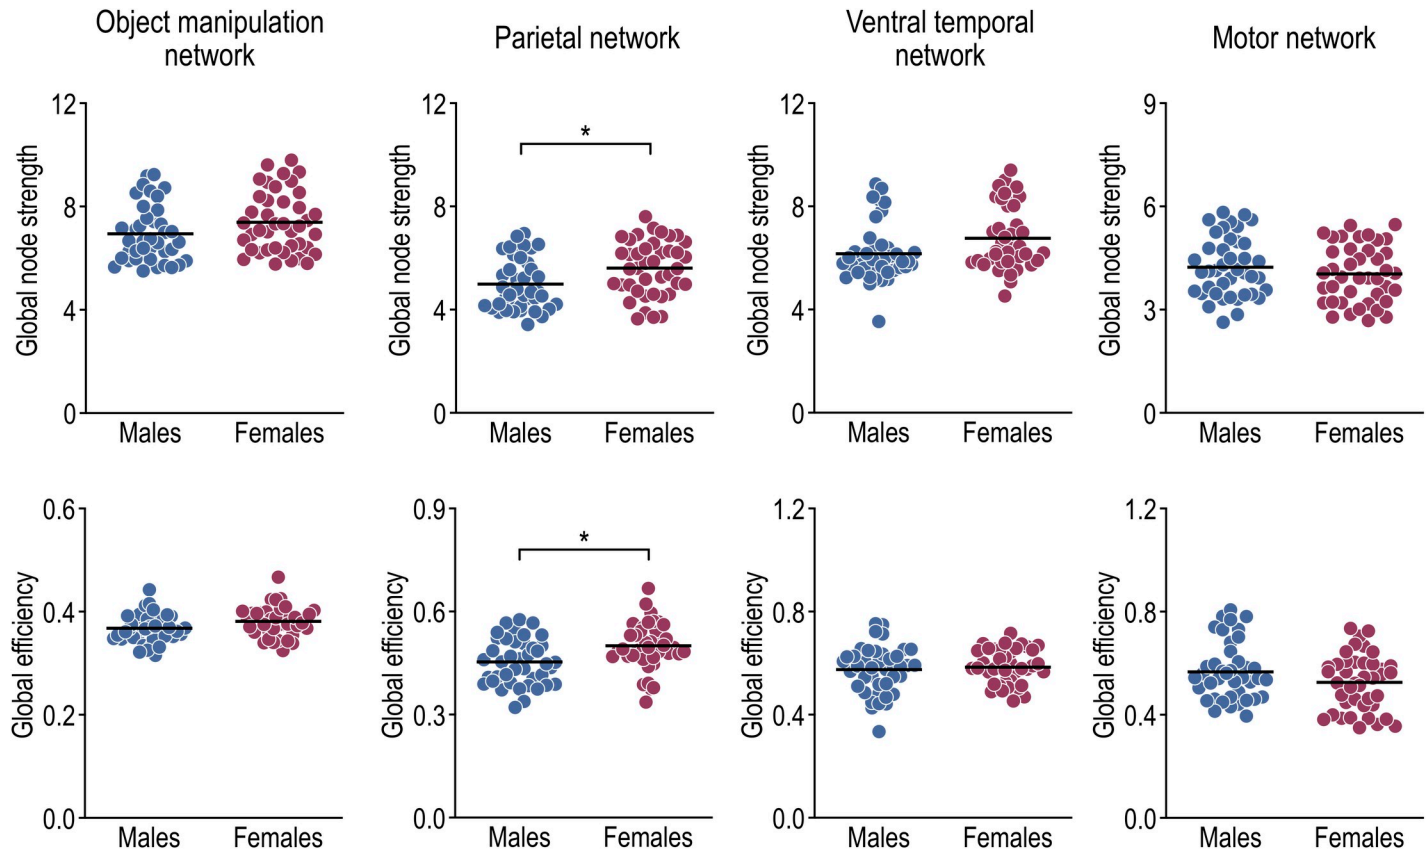 Object manipulation
network
Parietal network
Ventral temporal
network
Motor network
Global node strength
12
8
4
0
Males Females
Global node strength
12
*
8
4
0
Males Females
Global node strength
12
8
4
0
Males Females
Global node strength
9
6
3
0
Males Females
Global efficiency
0.6
0.4
0.2
0.0
Males Females
Global efficiency
0.9
*
0.6
0.3
0.0
Males Females
Global efficiency
1.2
0.8
0.4
0.0
Males Females
Global efficiency
1.2
0.8
0.4
0.0
Males Females